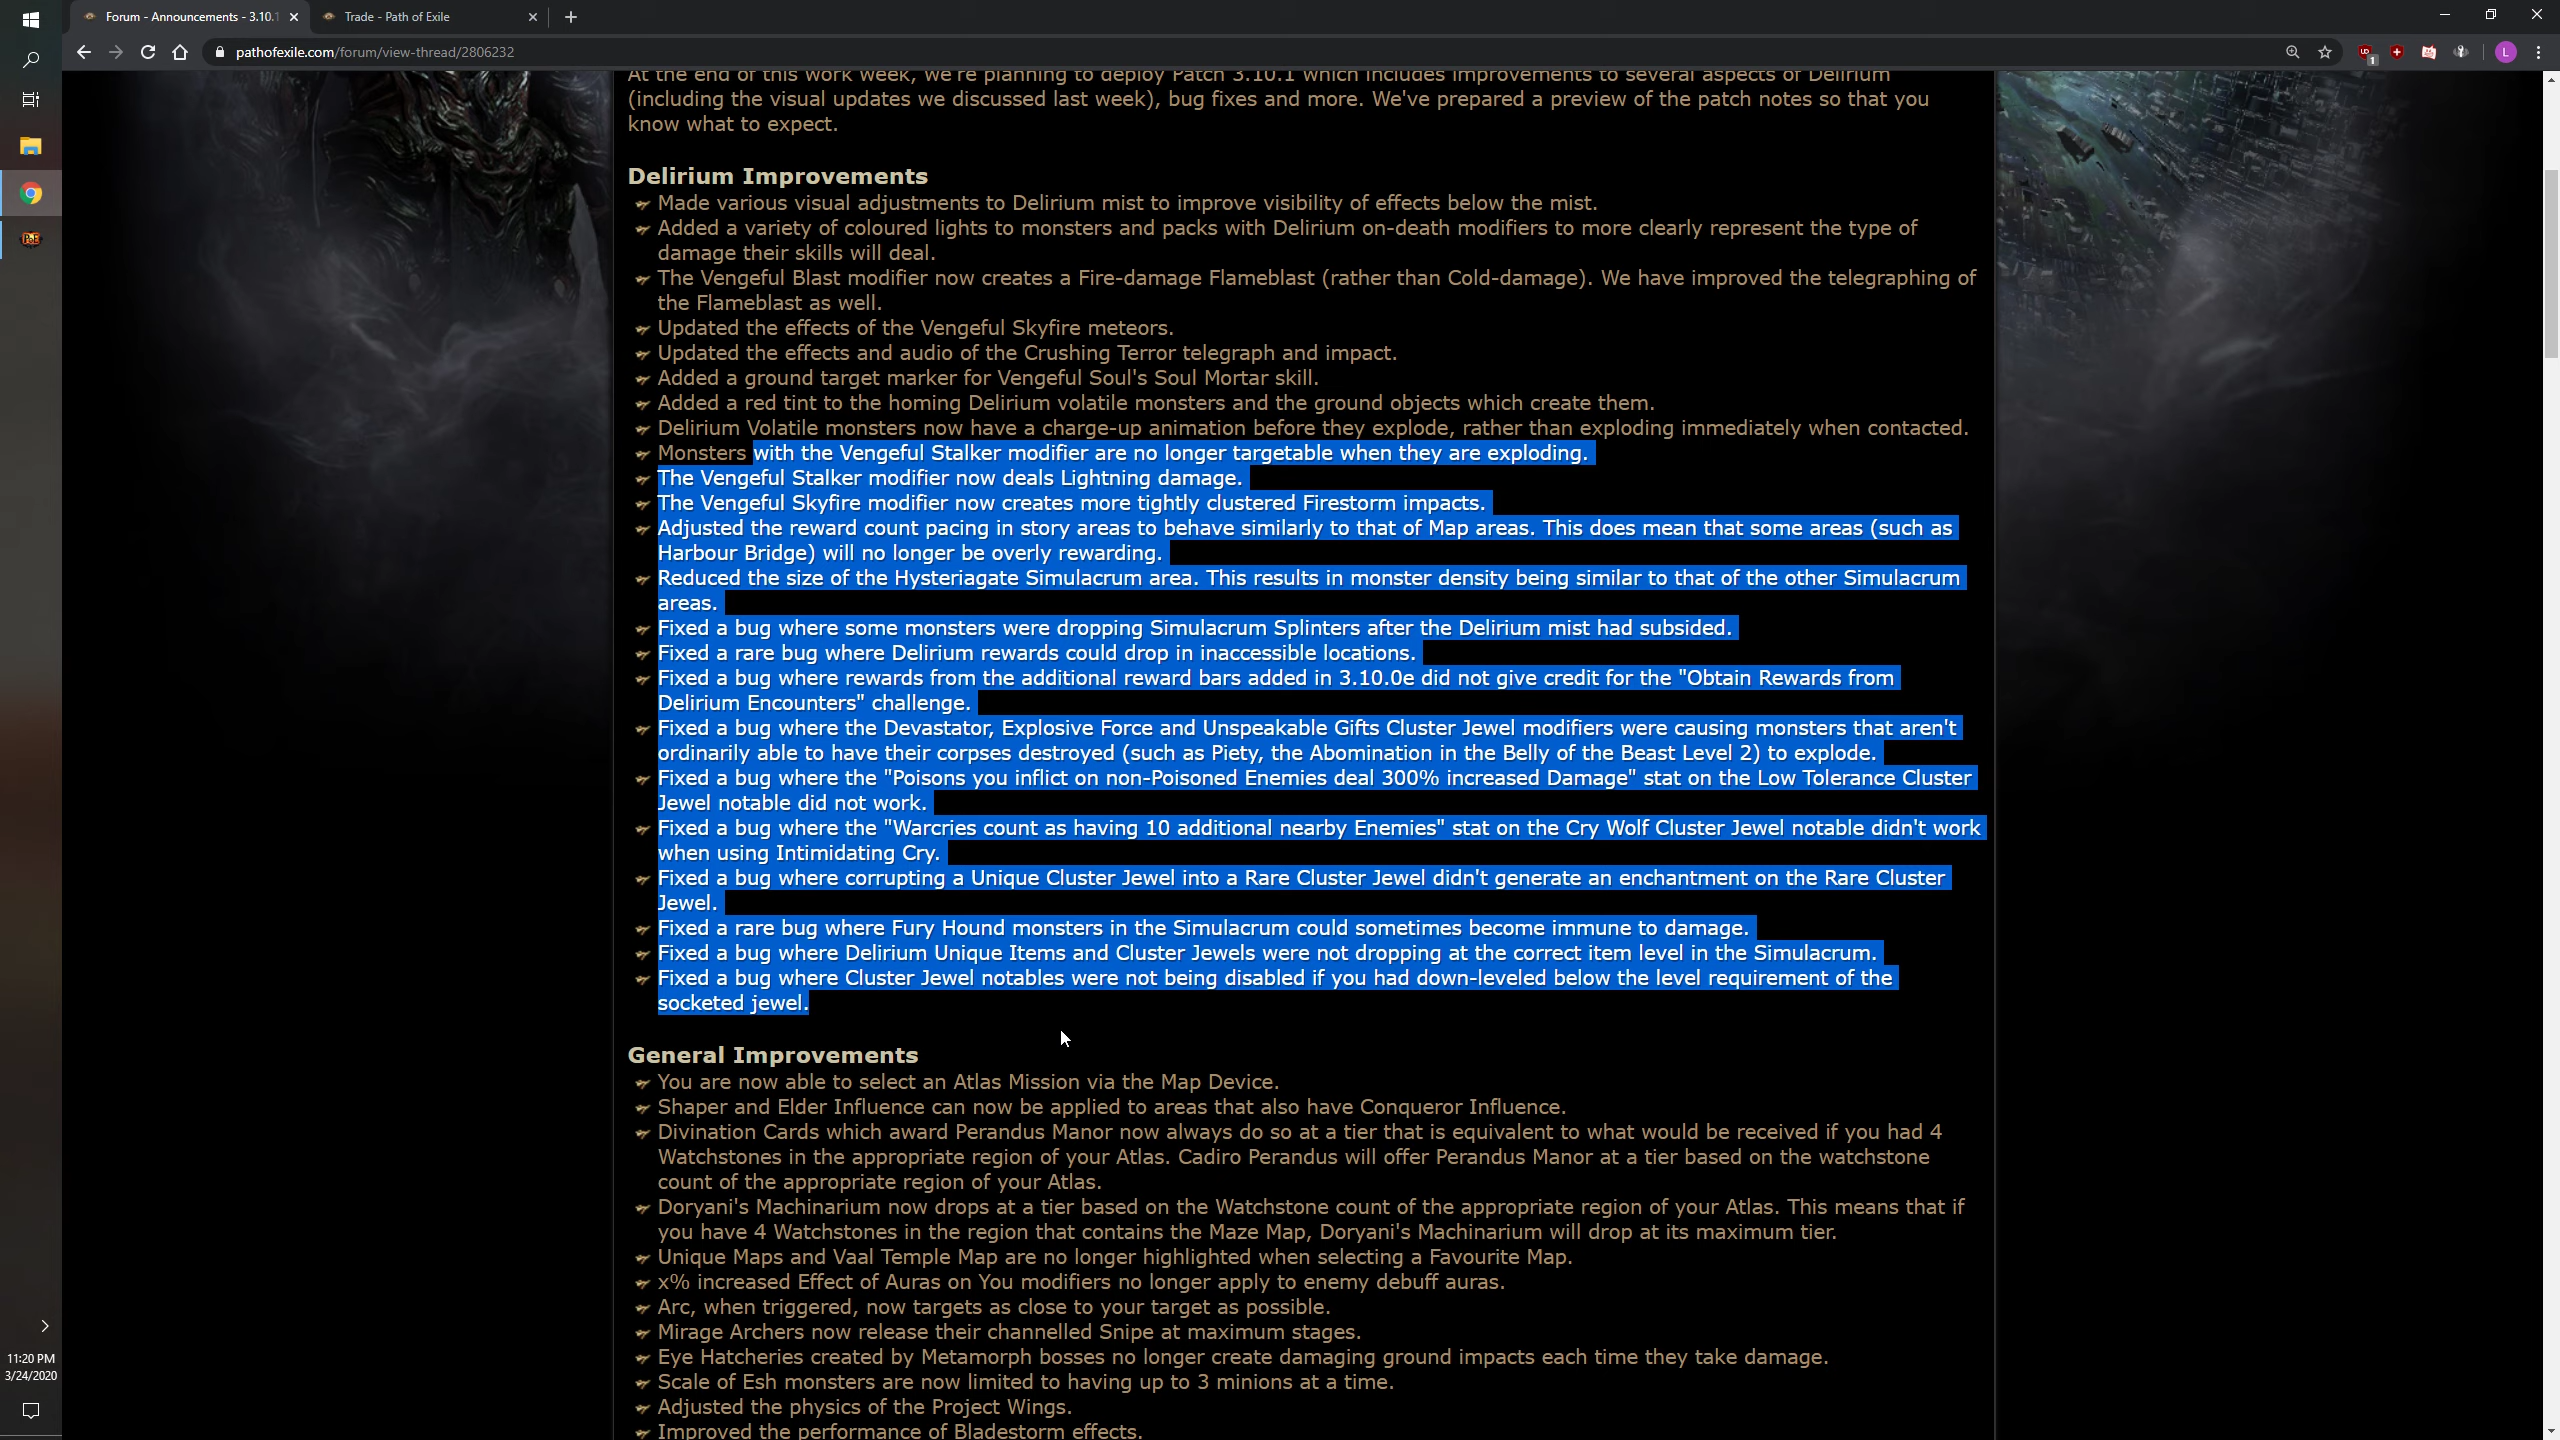 Forum - Announcements - 3.10.1
Trade - Path of Exile
pathofexile.com/forum/view-thread/2806232
At the end of this work week, we're planning to deploy Patch 3.10.1 which includes improvements to several aspects of Delirium
(including the visual updates we discussed last week), bug fixes and more. We've prepared a preview of the patch notes so that you
know what to expect.
Delirium Improvements
Made various visual adjustments to Delirium mist to improve visibility of effects below the mist.
Added a variety of coloured lights to monsters and packs with Delirium on-death modifiers to more clearly represent the type of
damage their skills will deal.
The Vengeful Blast modifier now creates a Fire-damage Flameblast (rather than Cold-damage). We have improved the telegraphing of
the Flameblast as well.
Updated the effects of the Vengeful Skyfire meteors.
Updated the effects and audio of the Crushing Terror telegraph and impact.
Added a ground target marker for Vengeful Soul's Soul Mortar skill.
Added a red tint to the homing Delirium volatile monsters and the ground objects which create them.
Delirium Volatile monsters now have a charge-up animation before they explode, rather than exploding immediately when contacted.
Monsters with the Vengeful Stalker modifier are no longer targetable when they are exploding.
The Vengeful Stalker modifier now deals Lightning damage.
The Vengeful Skyfire modifier now creates more tightly clustered Firestorm impacts.
Adjusted the reward count pacing in story areas to behave similarly to that of Map areas. This does mean that some areas (such as
Harbour Bridge) will no longer be overly rewarding.
Reduced the size of the Hysteriagate Simulacrum area. This results in monster density being similar to that of the other Simulacrum
areas.
Fixed a bug where some monsters were dropping Simulacrum Splinters after the Delirium mist had subsided.
Fixed a rare bug where Delirium rewards could drop in inaccessible locations.
Fixed a bug where rewards from the additional reward bars added in 3.10.0e did not give credit for the "Obtain Rewards from
Delirium Encounters" challenge.
Fixed a bug where the Devastator, Explosive Force and Unspeakable Gifts Cluster Jewel modifiers were causing monsters that aren't
ordinarily able to have their corpses destroyed (such as Piety, the Abomination in the Belly of the Beast Level 2) to explode.
Fixed a bug where the "Poisons you inflict on non-Poisoned Enemies deal 300% increased Damage" stat on the Low Tolerance Cluster
Jewel notable did not work.
Fixed a bug where the "Warcries count as having 10 additional nearby Enemies" stat on the Cry Wolf Cluster Jewel notable didn't work
when using Intimidating Cry.
Fixed a bug where corrupting a Unique Cluster Jewel into a Rare Cluster Jewel didn't generate an enchantment on the Rare Cluster
Jewel.
Fixed a rare bug where Fury Hound monsters in the Simulacrum could sometimes become immune to damage.
Fixed a bug where Delirium Unique Items and Cluster Jewels were not dropping at the correct item level in the Simulacrum.
Fixed a bug where Cluster Jewel notables were not being disabled if you had down-leveled below the level requirement of the
socketed jewel.
General Improvements
You are now able to select an Atlas Mission via the Map Device.
Shaper and Elder Influence can now be applied to areas that also have Conqueror Influence.
Divination Cards which award Perandus Manor now always do so at a tier that is equivalent to what would be received if you had 4
Watchstones in the appropriate region of your Atlas. Cadiro Perandus will offer Perandus Manor at a tier based on the watchstone
count of the appropriate region of your Atlas.
Doryani's Machinarium now drops at a tier based on the Watchstone count of the appropriate region of your Atlas. This means that if
you have 4 Watchstones in the region that contains the Maze Map, Doryani's Machinarium will drop at its maximum tier.
Unique Maps and Vaal Temple Map are no longer highlighted when selecting a Favourite Map.
x% increased Effect of Auras on You modifiers no longer apply to enemy debuff auras.
Arc, when triggered, now targets as close to your target as possible.
Mirage Archers now release their channelled Snipe at maximum stages.
Eye Hatcheries created by Metamorph bosses no longer create damaging ground impacts each time they take damage.
Scale of Esh monsters are now limited to having up to 3 minions at a time.
Adjusted the physics of the Project Wings.
Improved the performance of Bladestorm effects.
PoE
1
L
11:20 PM
3/24/2020